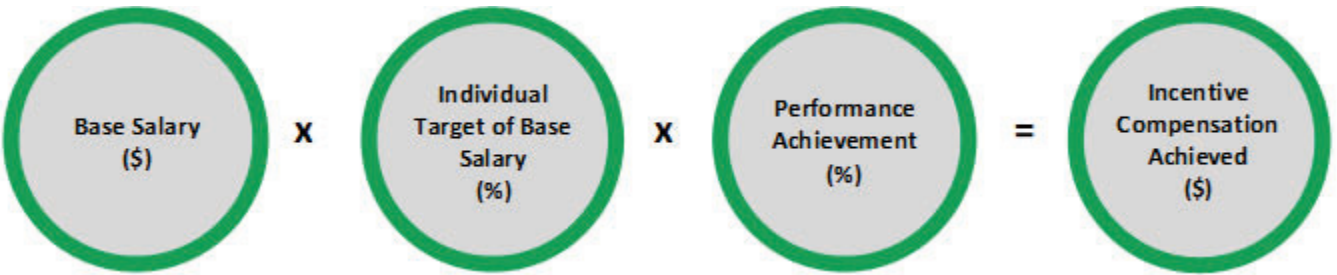 Base Salary
($)
x
Individual
Target of Base
Salary
(%)
x
Performance
Achievement
(%)
=
Incentive
Compensation
Achieved
($)